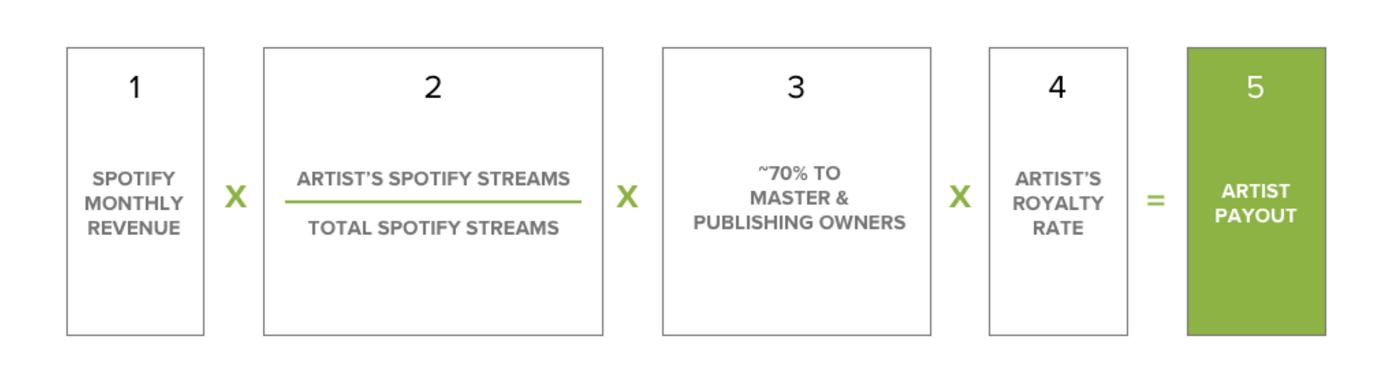 1
SPOTIFY
MONTHLY
REVENUE
X
2
ARTIST’S SPOTIFY STREAMS
TOTAL SPOTIFY STREAMS
X
3
~70% TO
MASTER &
PUBLISHING OWNERS
X
4
ARTIST’S
ROYALTY
RATE
=
5
ARTIST
PAYOUT